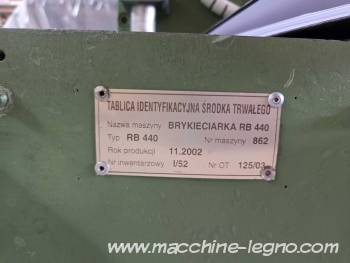 TABLICA IDENTYFIKACYJNA ŚRODKA TRWAŁEGO
Nazwa maszyny BRYKIECIARKA RB 440
Typ RB 440 Nr maszyny 862
Rok produkcji 11.2002
Nr inwentarzowy I/52 Nr OT 125/03
www.macchine-legno.com